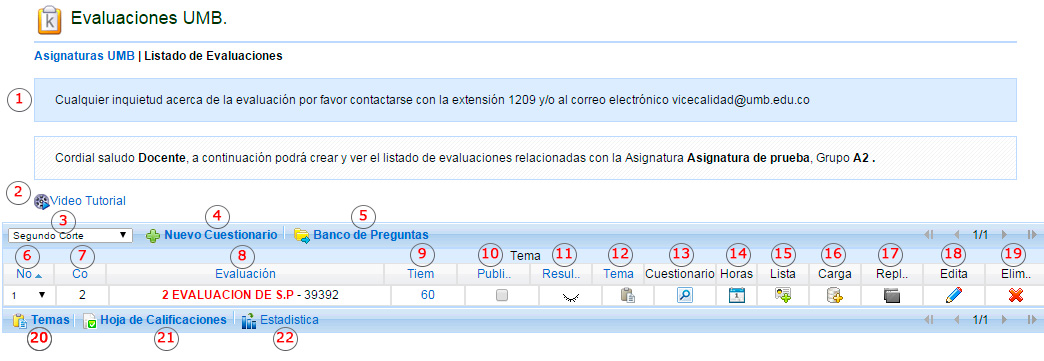 Evaluaciones UMB.
Asignaturas UMB | Listado de Evaluaciones
1 Cualquier inquietud acerca de la evaluación por favor contactarse con la extensión 1209 y/o al correo electrónico vicecalidad@umb.edu.co
Cordial saludo Docente, a continuación podrá crear y ver el listado de evaluaciones relacionadas con la Asignatura Asignatura de prueba, Grupo A2 .
2 Video Tutorial
3 4 5
Segundo Corte Nuevo Cuestionario Banco de Preguntas 1/1
6 7 8 9 10 Tema 11 12 13 14 15 16 17 18 19
No Co Evaluación Tiem Publi.. Resul.. Tema Cuestionario Horas Lista Carga Repl.. Edita Elim..
1 2 2 EVALUACION DE S.P - 39392 60
Temas Hoja de Calificaciones Estadistica 1/1
20 21 22